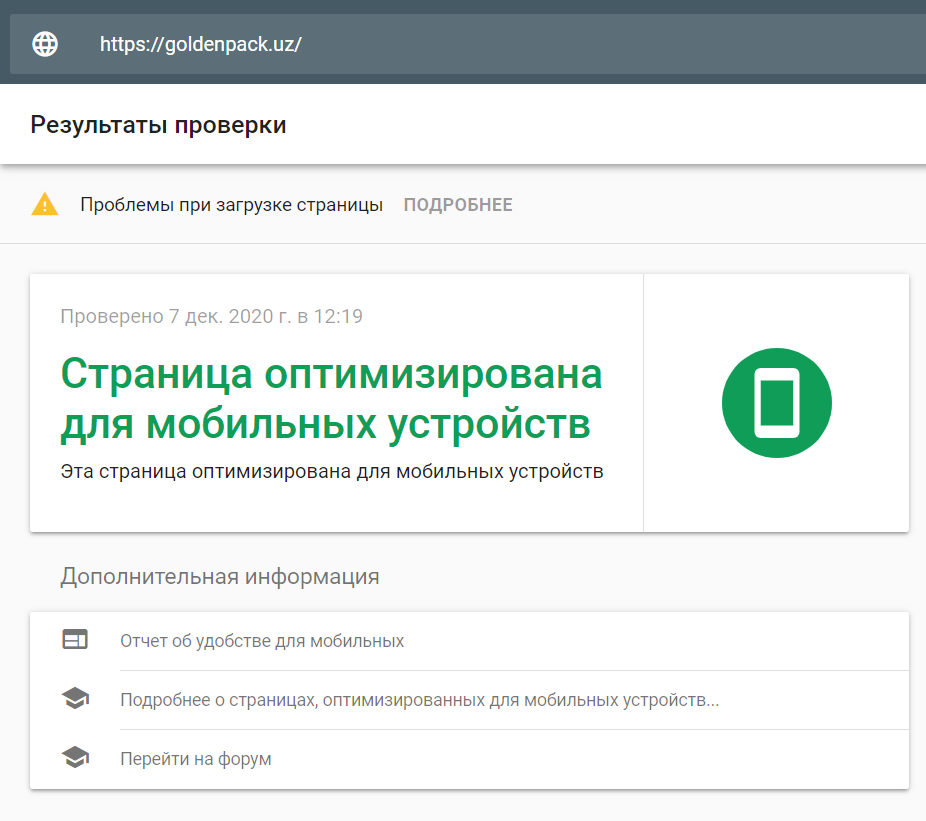 https://goldenpack.uz/
Результаты проверки
Проблемы при загрузке страницы ПОДРОБНЕЕ
Проверено 7 дек. 2020 г. в 12:19
Страница оптимизирована
для мобильных устройств
Эта страница оптимизирована для мобильных устройств
Дополнительная информация
Отчет об удобстве для мобильных
Подробнее о страницах, оптимизированных для мобильных устройств...
Перейти на форум